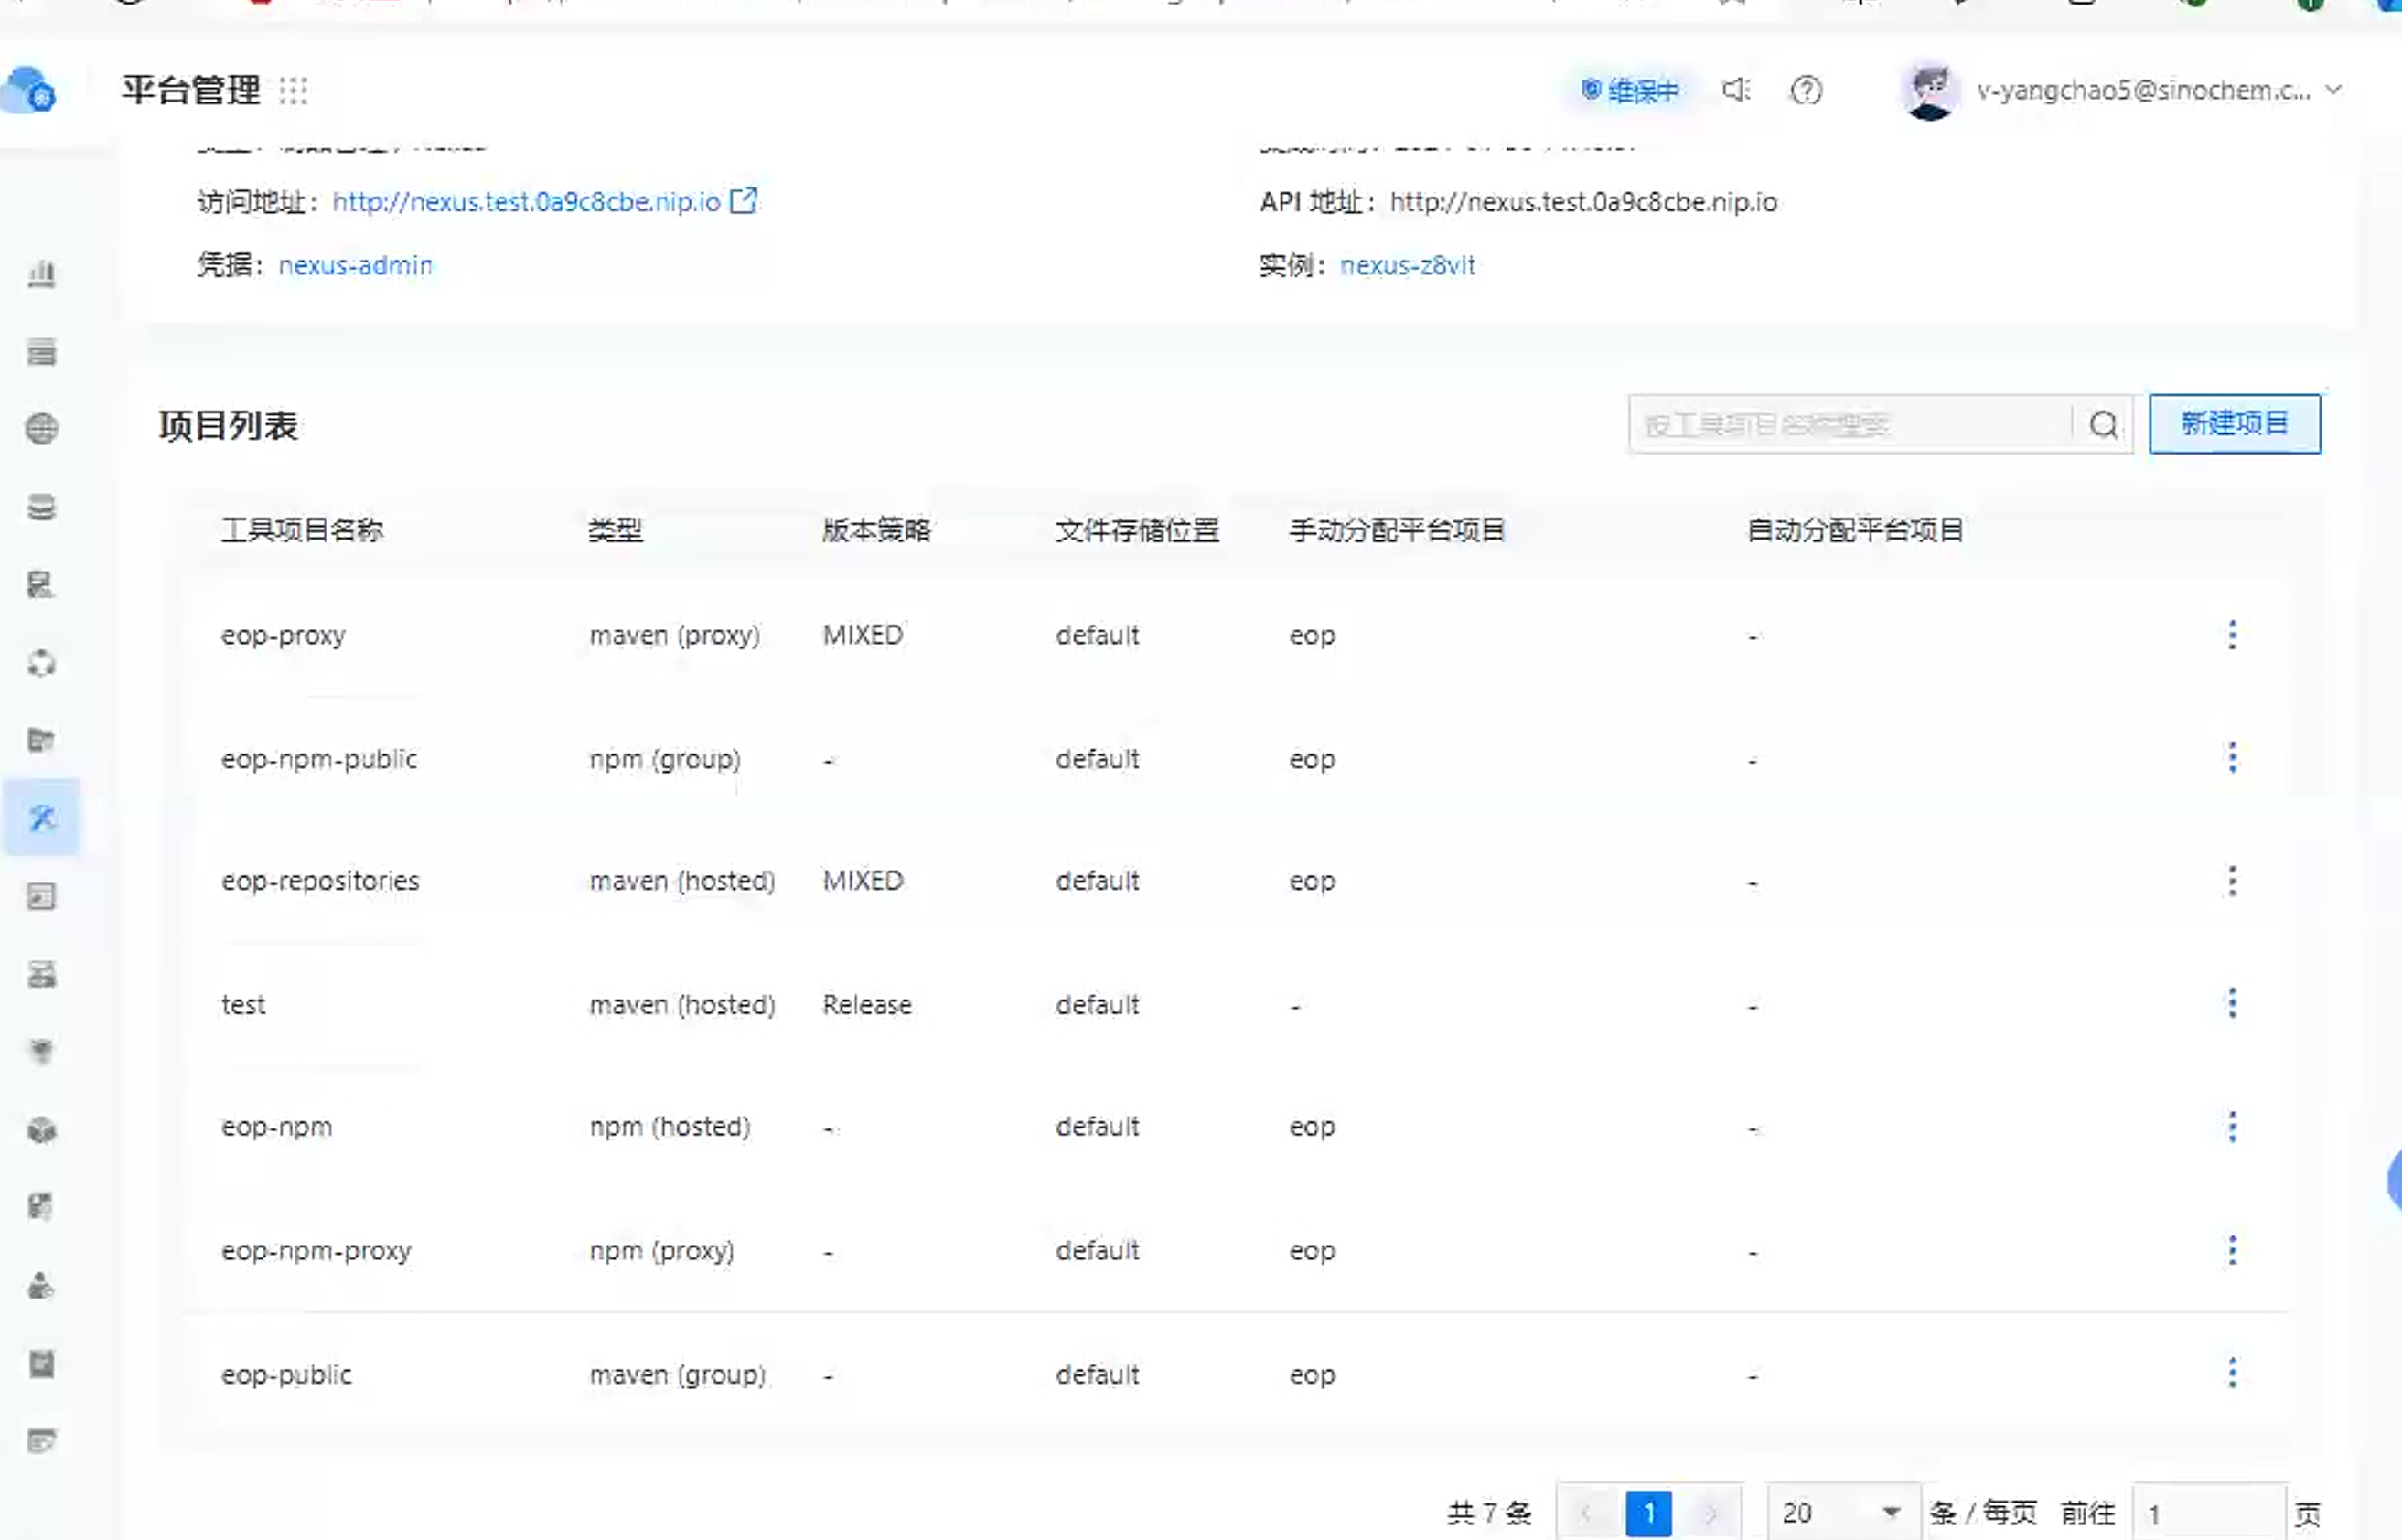 平台管理
维保中
v-yangchao5@sinochem.c...
访问地址： http://nexus.test.0a9c8cbe.nip.io
API 地址： http://nexus.test.0a9c8cbe.nip.io
凭据： nexus-admin
实例： nexus-z8vlt
项目列表
按工具项目名称搜索
新建项目
工具项目名称 类型 版本策略 文件存储位置 手动分配平台项目 自动分配平台项目
eop-proxy maven (proxy) MIXED default eop -
eop-npm-public npm (group) - default eop -
eop-repositories maven (hosted) MIXED default eop -
test maven (hosted) Release default - -
eop-npm npm (hosted) - default eop -
eop-npm-proxy npm (proxy) - default eop -
eop-public maven (group) - default eop -
共 7 条 1 20 条 / 每页 前往 1 页